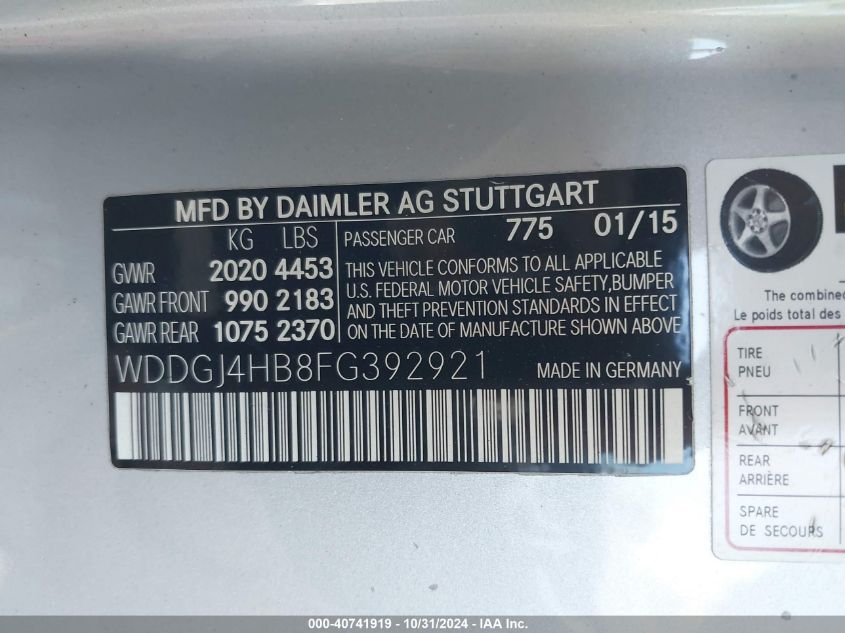 MFD BY DAIMLER AG STUTTGART
KG LBS
GVWR 2020 4453
GAWR FRONT 990 2183
GAWR REAR 1075 2370
PASSENGER CAR 775 01/15
THIS VEHICLE CONFORMS TO ALL APPLICABLE
U.S. FEDERAL MOTOR VEHICLE SAFETY,BUMPER
AND THEFT PREVENTION STANDARDS IN EFFECT
ON THE DATE OF MANUFACTURE SHOWN ABOVE
WDDGJ4HB8FG392921 MADE IN GERMANY
The combined
Le poids total des
TIRE
PNEU
FRONT
AVANT
REAR
ARRIÈRE
SPARE
DE SECOURS
000-40741919 - 10/31/2024 - IAA Inc.